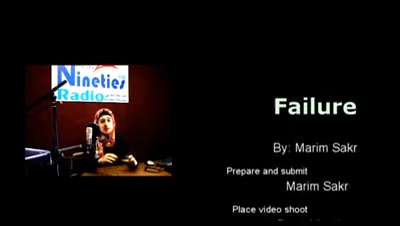 Nineties
Radio
Failure
By: Marim Sakr
Prepare and submit
Marim Sakr
Place video shoot